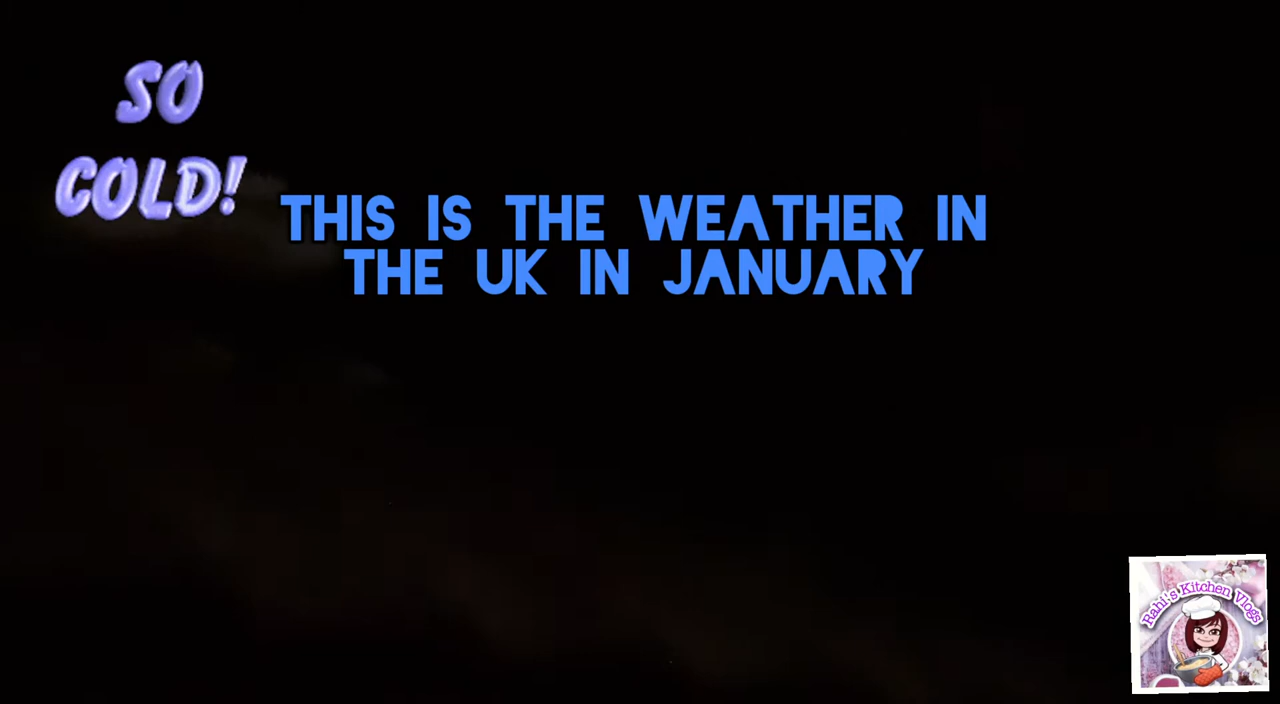 SO
COLD!
THIS IS THE WEATHER IN
THE UK IN JANUARY
Rahi's Kitchen Vlogs